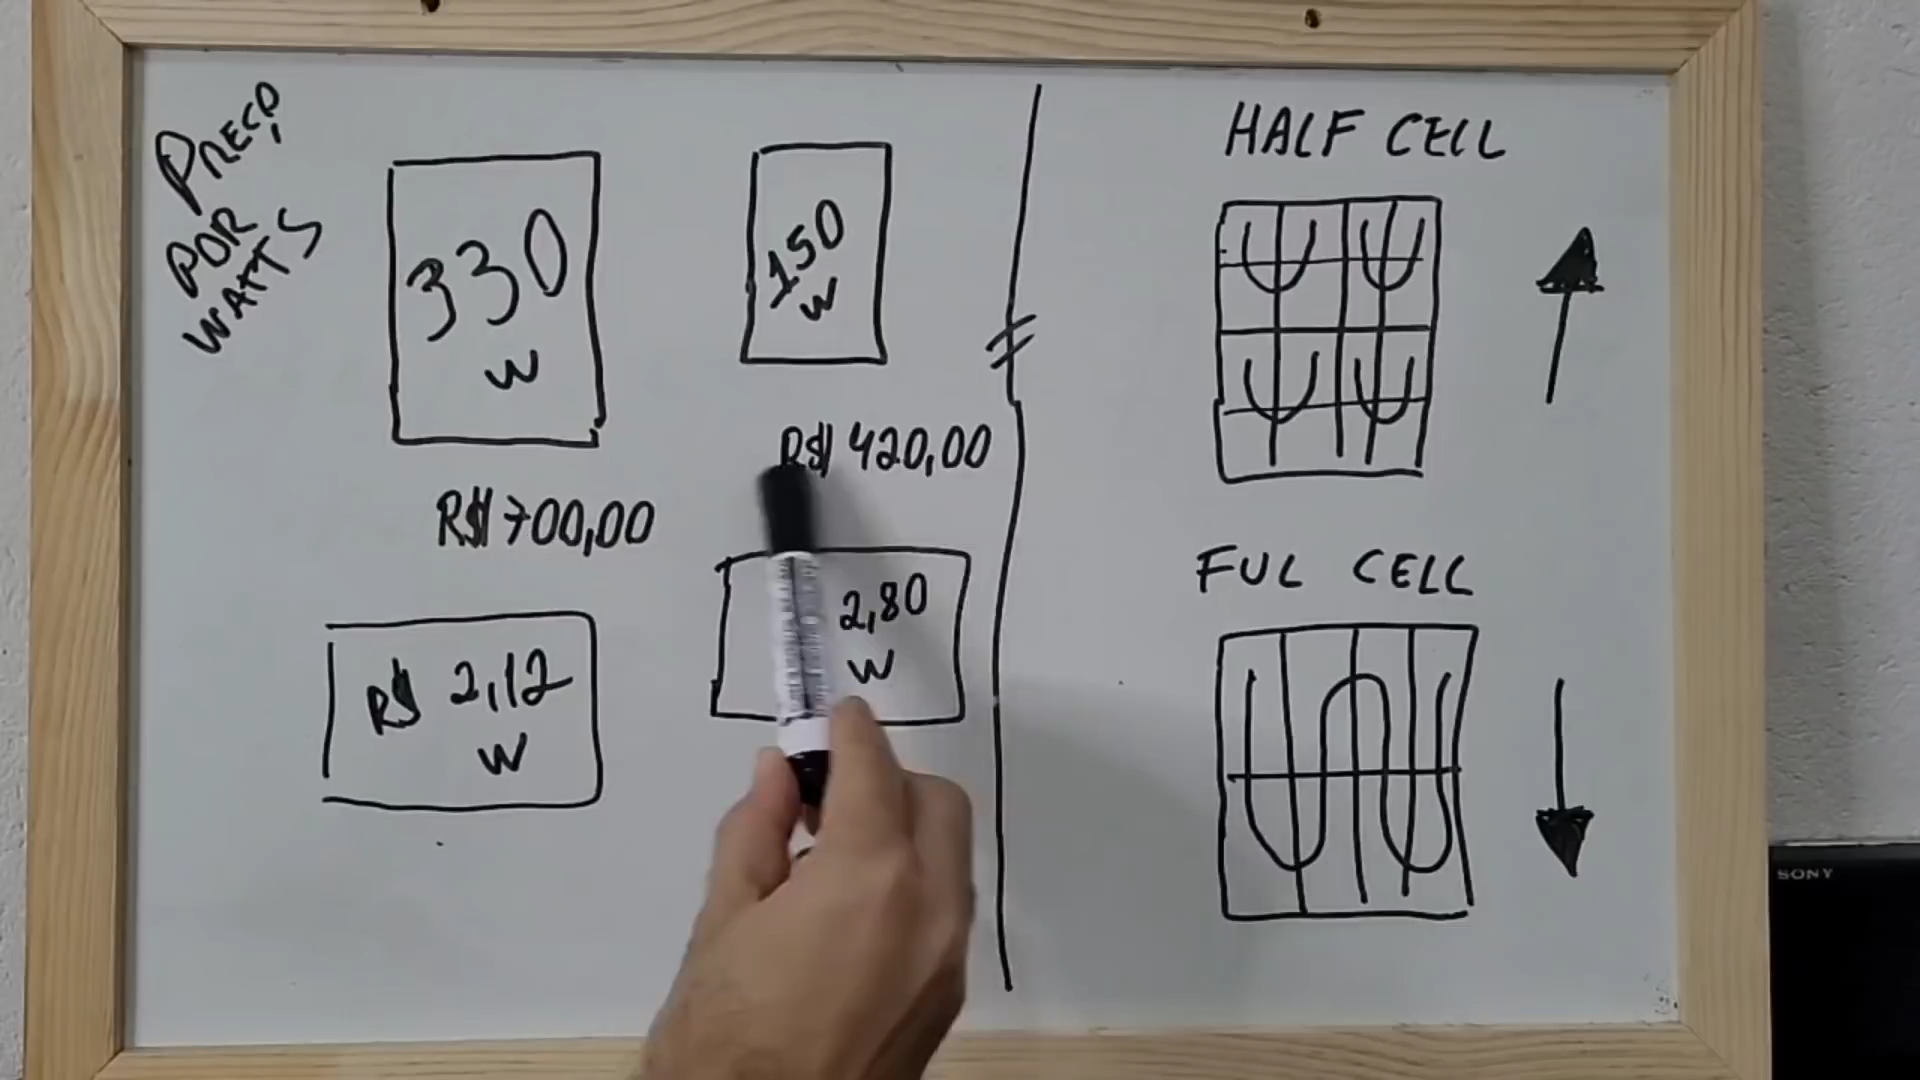 PREÇO
POR
WATTS
330
W
R$ 700,00
R$ 2,12
W
150
W
R$ 420,00
2,80
W
HALF CELL
FUL CELL
SONY